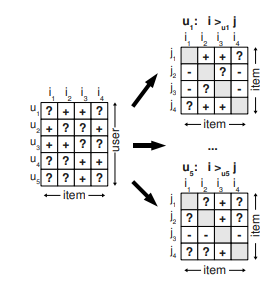 u1: i >u1 j
i1 i2 i3 i4
j1 + + ?
j2 - ? -
j3 - ? -
j4 ? + +
item
item
i1 i2 i3 i4
u1 ? + + ?
u2 + ? ? +
u3 + + ? ?
u4 ? ? + ?
u5 ? ? + ?
user
item
...
u5: i >u5 j
i1 i2 i3 i4
j1 ? + ?
j2 ? + ?
j3 - - -
j4 ? ? +
item
item